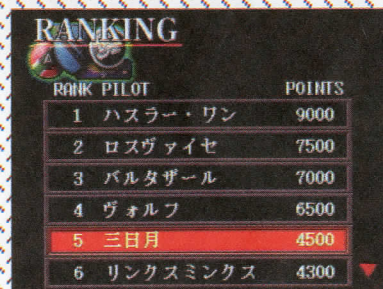 RANKING
RANK PILOT POINTS
1 ハスラー・ワン 9000
2 ロスヴァイセ 7500
3 バルタザール 7000
4 ヴォルフ 6500
5 三日月 4500
6 リンクスミンクス 4300